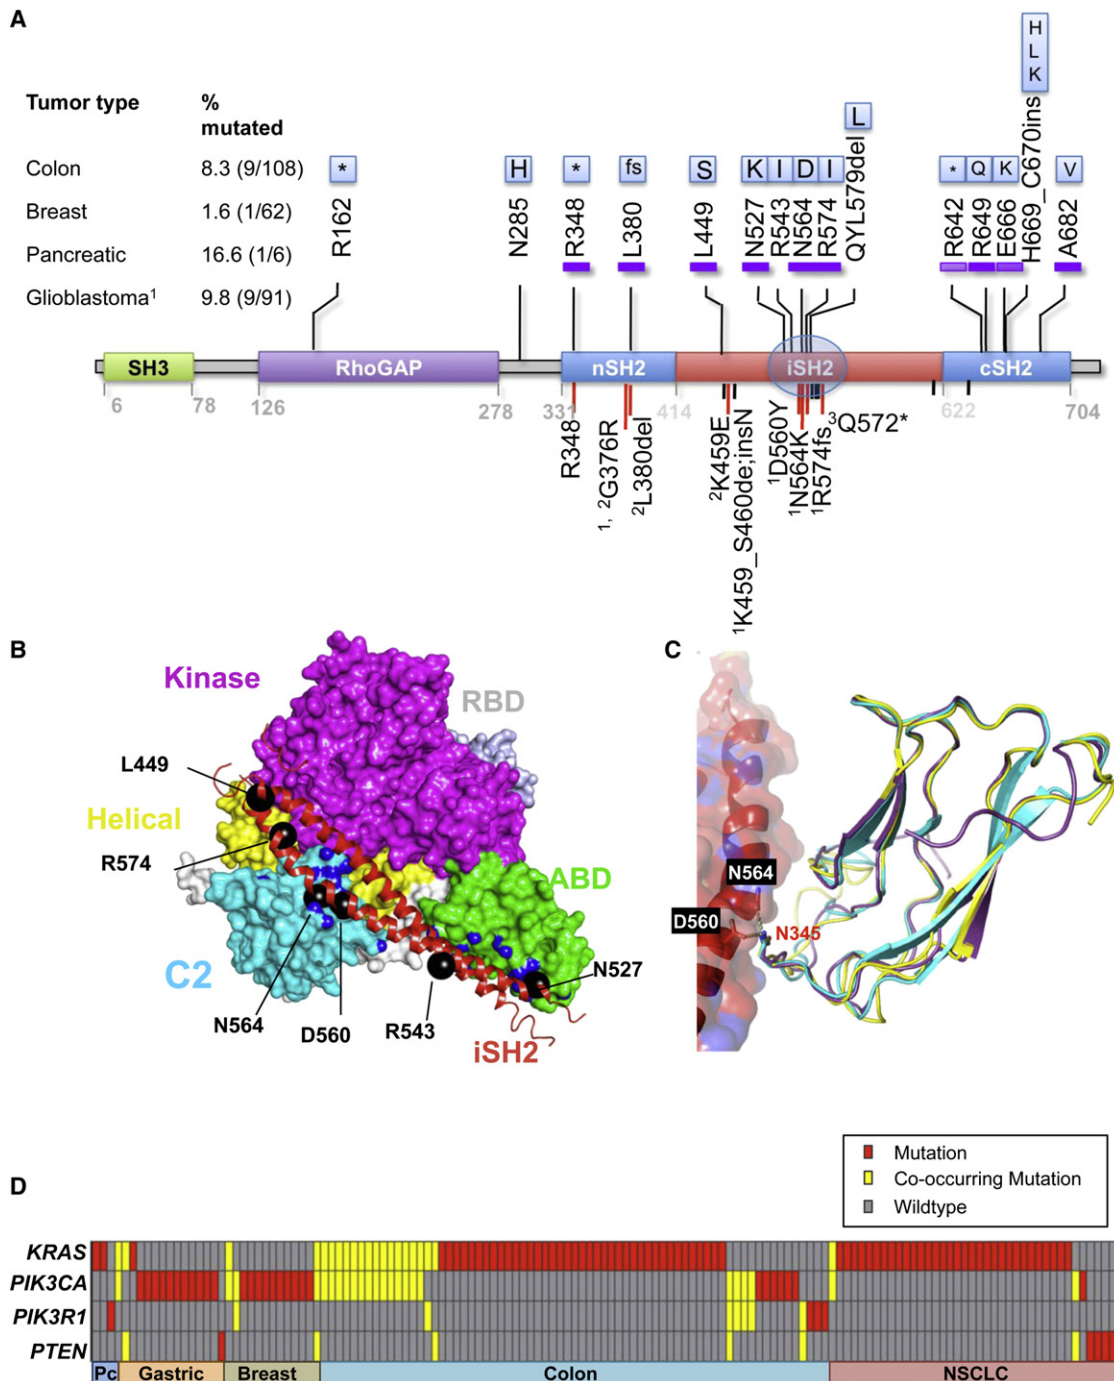 A
Tumor type % mutated
Colon 8.3 (9/108)
Breast 1.6 (1/62)
Pancreatic 16.6 (1/6)
Glioblastoma¹ 9.8 (9/91)
* R162
H N285
* R348
fs L380
S L449
K N527
I R543
D N564
I R574
L QYL579del
* R642
Q R649
K E666
H L K H669_C670ins
V A682
SH3
RhoGAP
nSH2
iSH2
cSH2
6 78 126 278 331 414 622 704
R348
¹, ²G376R
²L380del
²K459E
¹K459_S460de;insN
¹D560Y
¹N564K
¹R574fs
³Q572*
B
Kinase
RBD
L449
Helical
R574
ABD
C2
N527
N564
D560
R543
iSH2
C
N564
D560
N345
Mutation
Co-occurring Mutation
Wildtype
D
KRAS
PIK3CA
PIK3R1
PTEN
Pc Gastric Breast Colon NSCLC